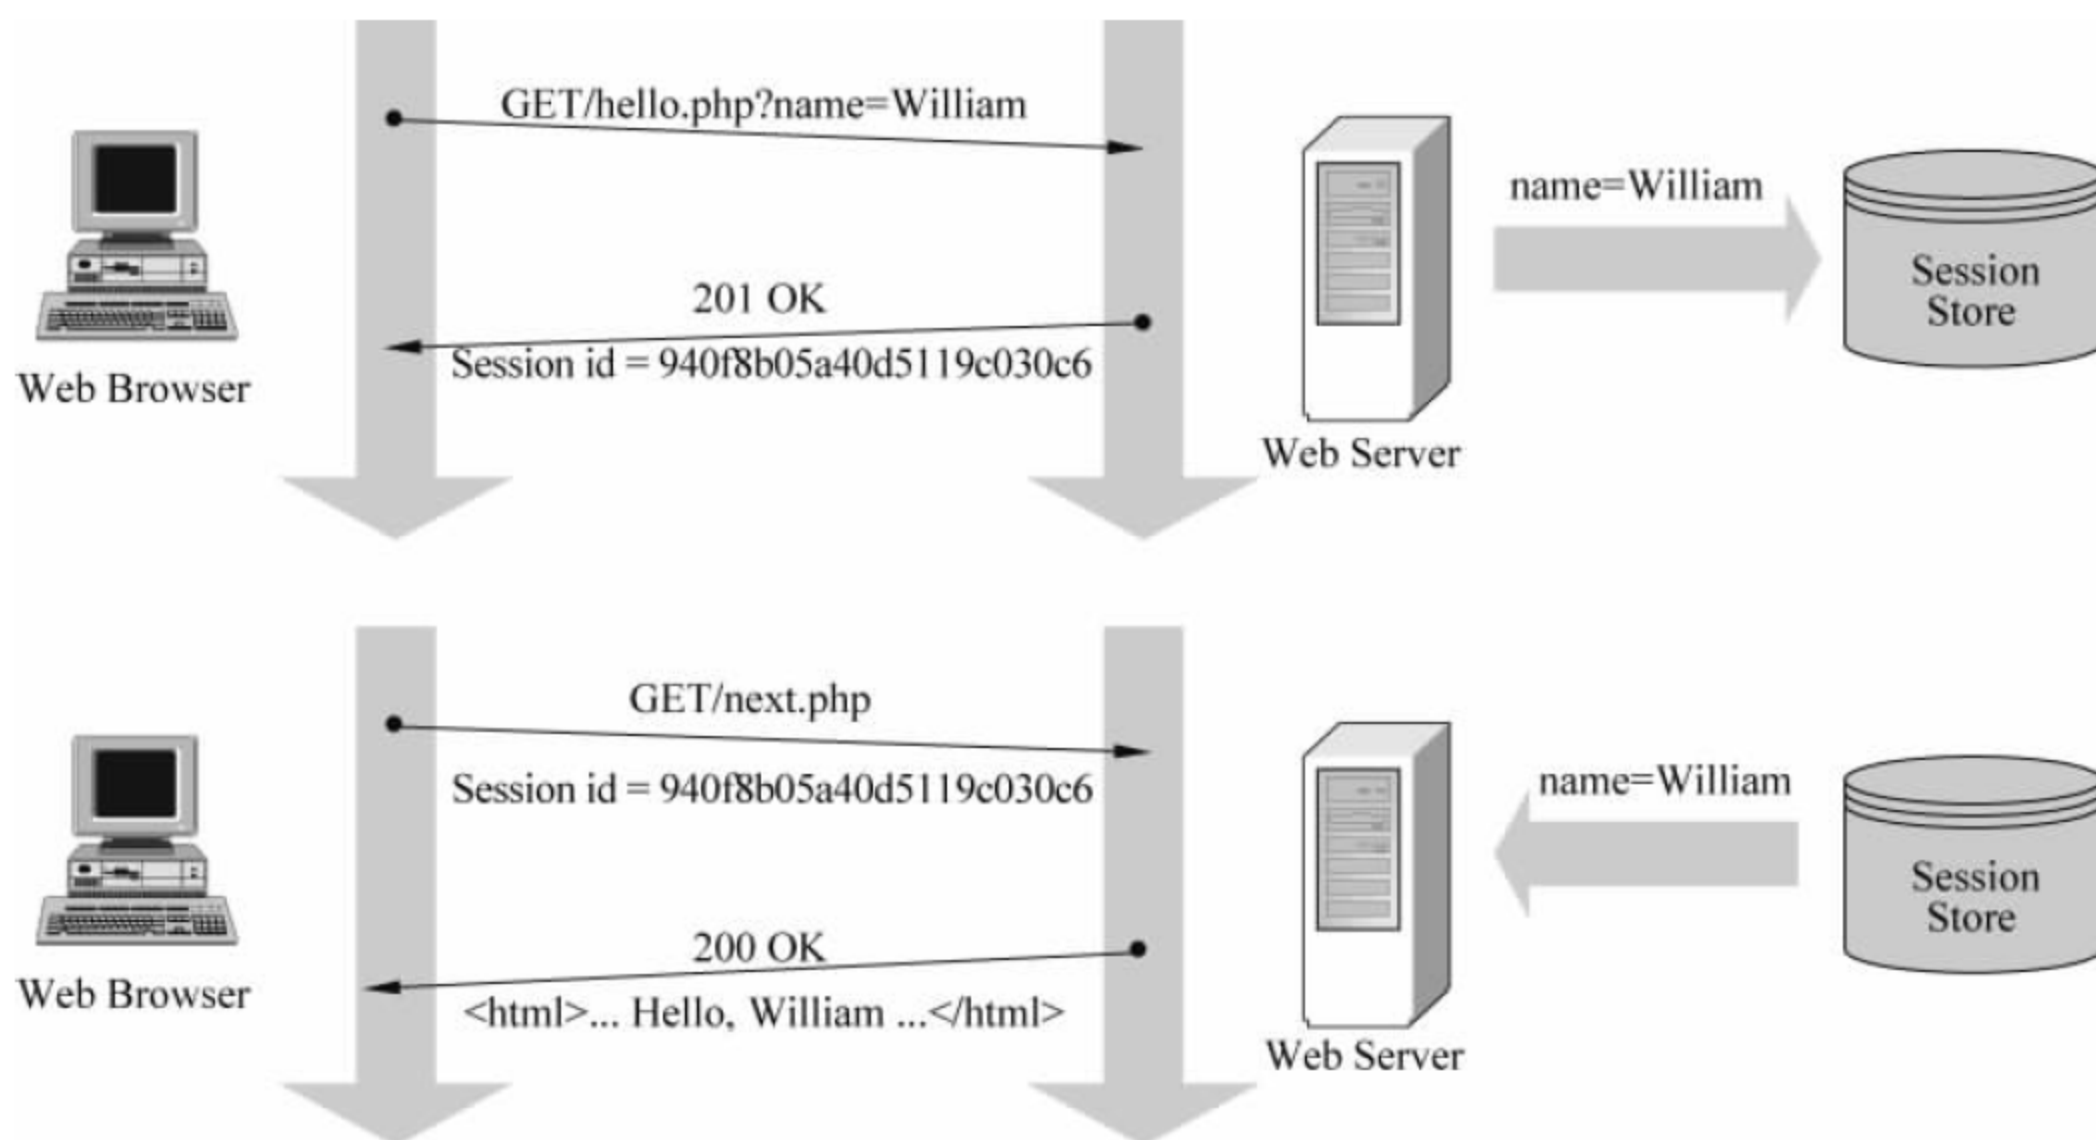 GET/hello.php?name=William
name=William
Session
Store
201 OK
Session id = 940f8b05a40d5119c030c6
Web Browser
Web Server
GET/next.php
Session id = 940f8b05a40d5119c030c6
name=William
Session
Store
200 OK
<html>... Hello, William ...</html>
Web Browser
Web Server